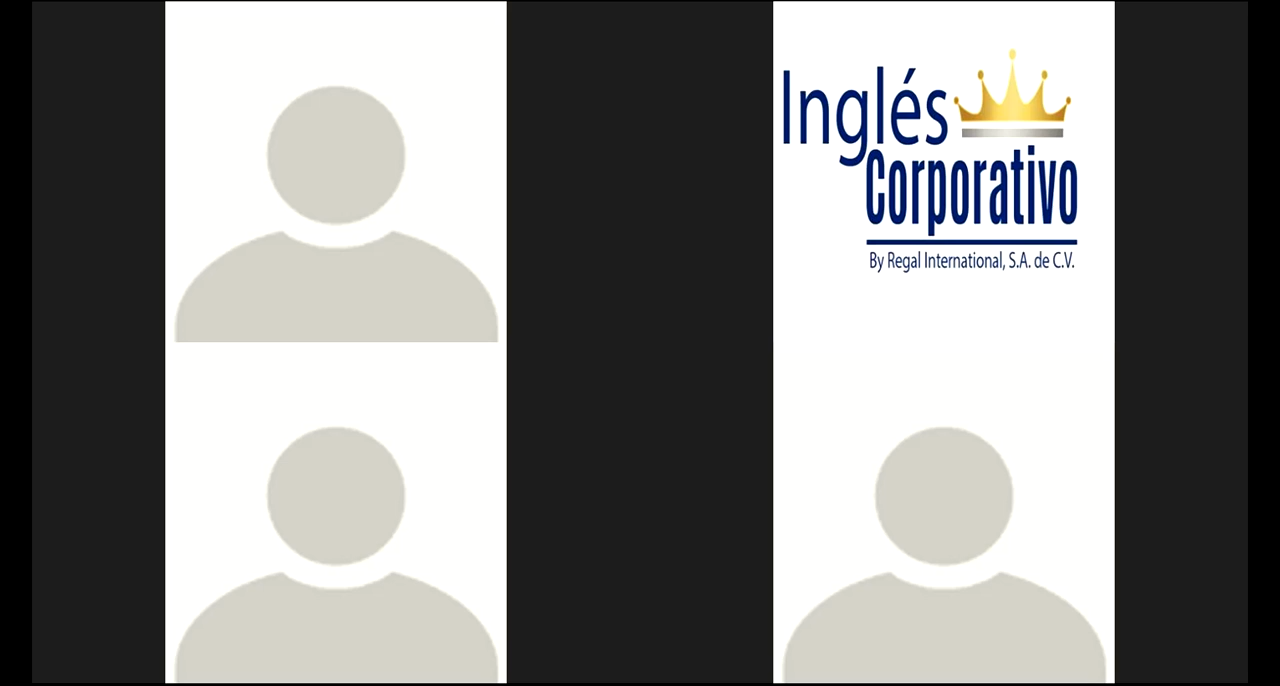 Inglés
Corporativo
By Regal International, S.A. de C.V.